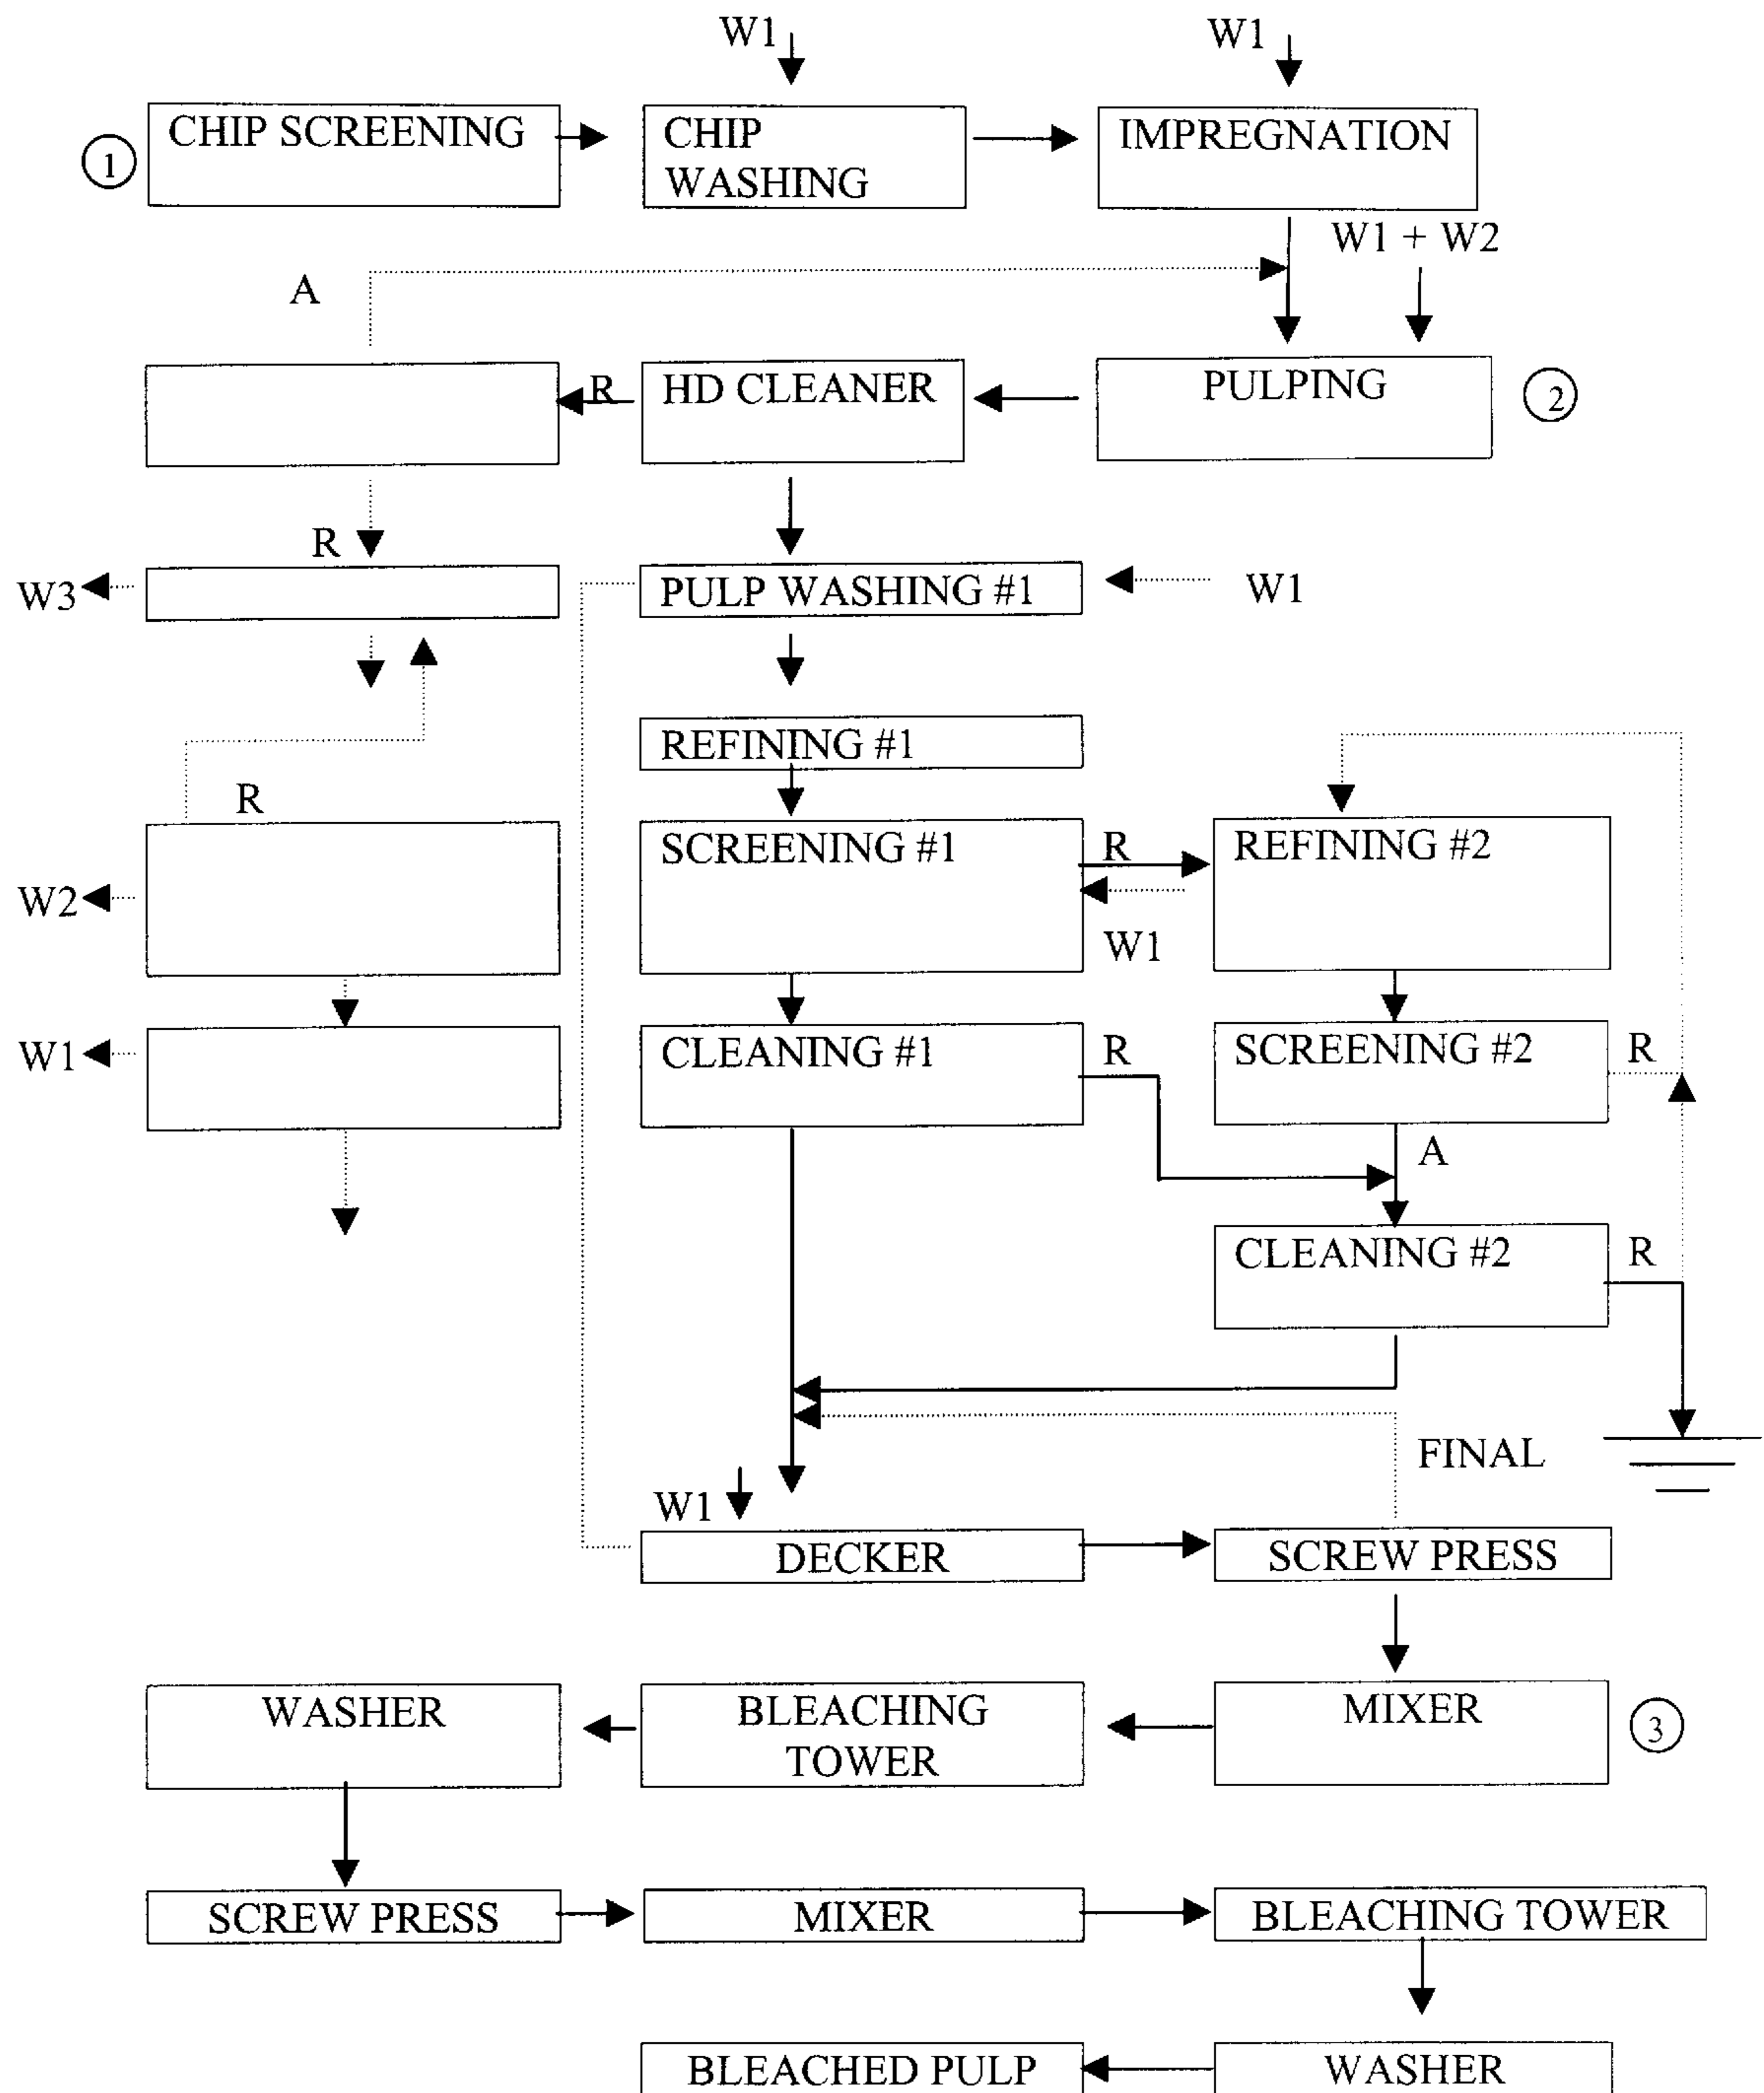 W1
W1
1
CHIP SCREENING
CHIP
WASHING
IMPREGNATION
W1 + W2
A
R
HD CLEANER
PULPING
2
R
W3
PULP WASHING #1
W1
REFINING #1
R
SCREENING #1
R
REFINING #2
W2
W1
W1
CLEANING #1
R
SCREENING #2
R
A
CLEANING #2
R
FINAL
W1
DECKER
SCREW PRESS
WASHER
BLEACHING
TOWER
MIXER
3
SCREW PRESS
MIXER
BLEACHING TOWER
BLEACHED PULP
WASHER